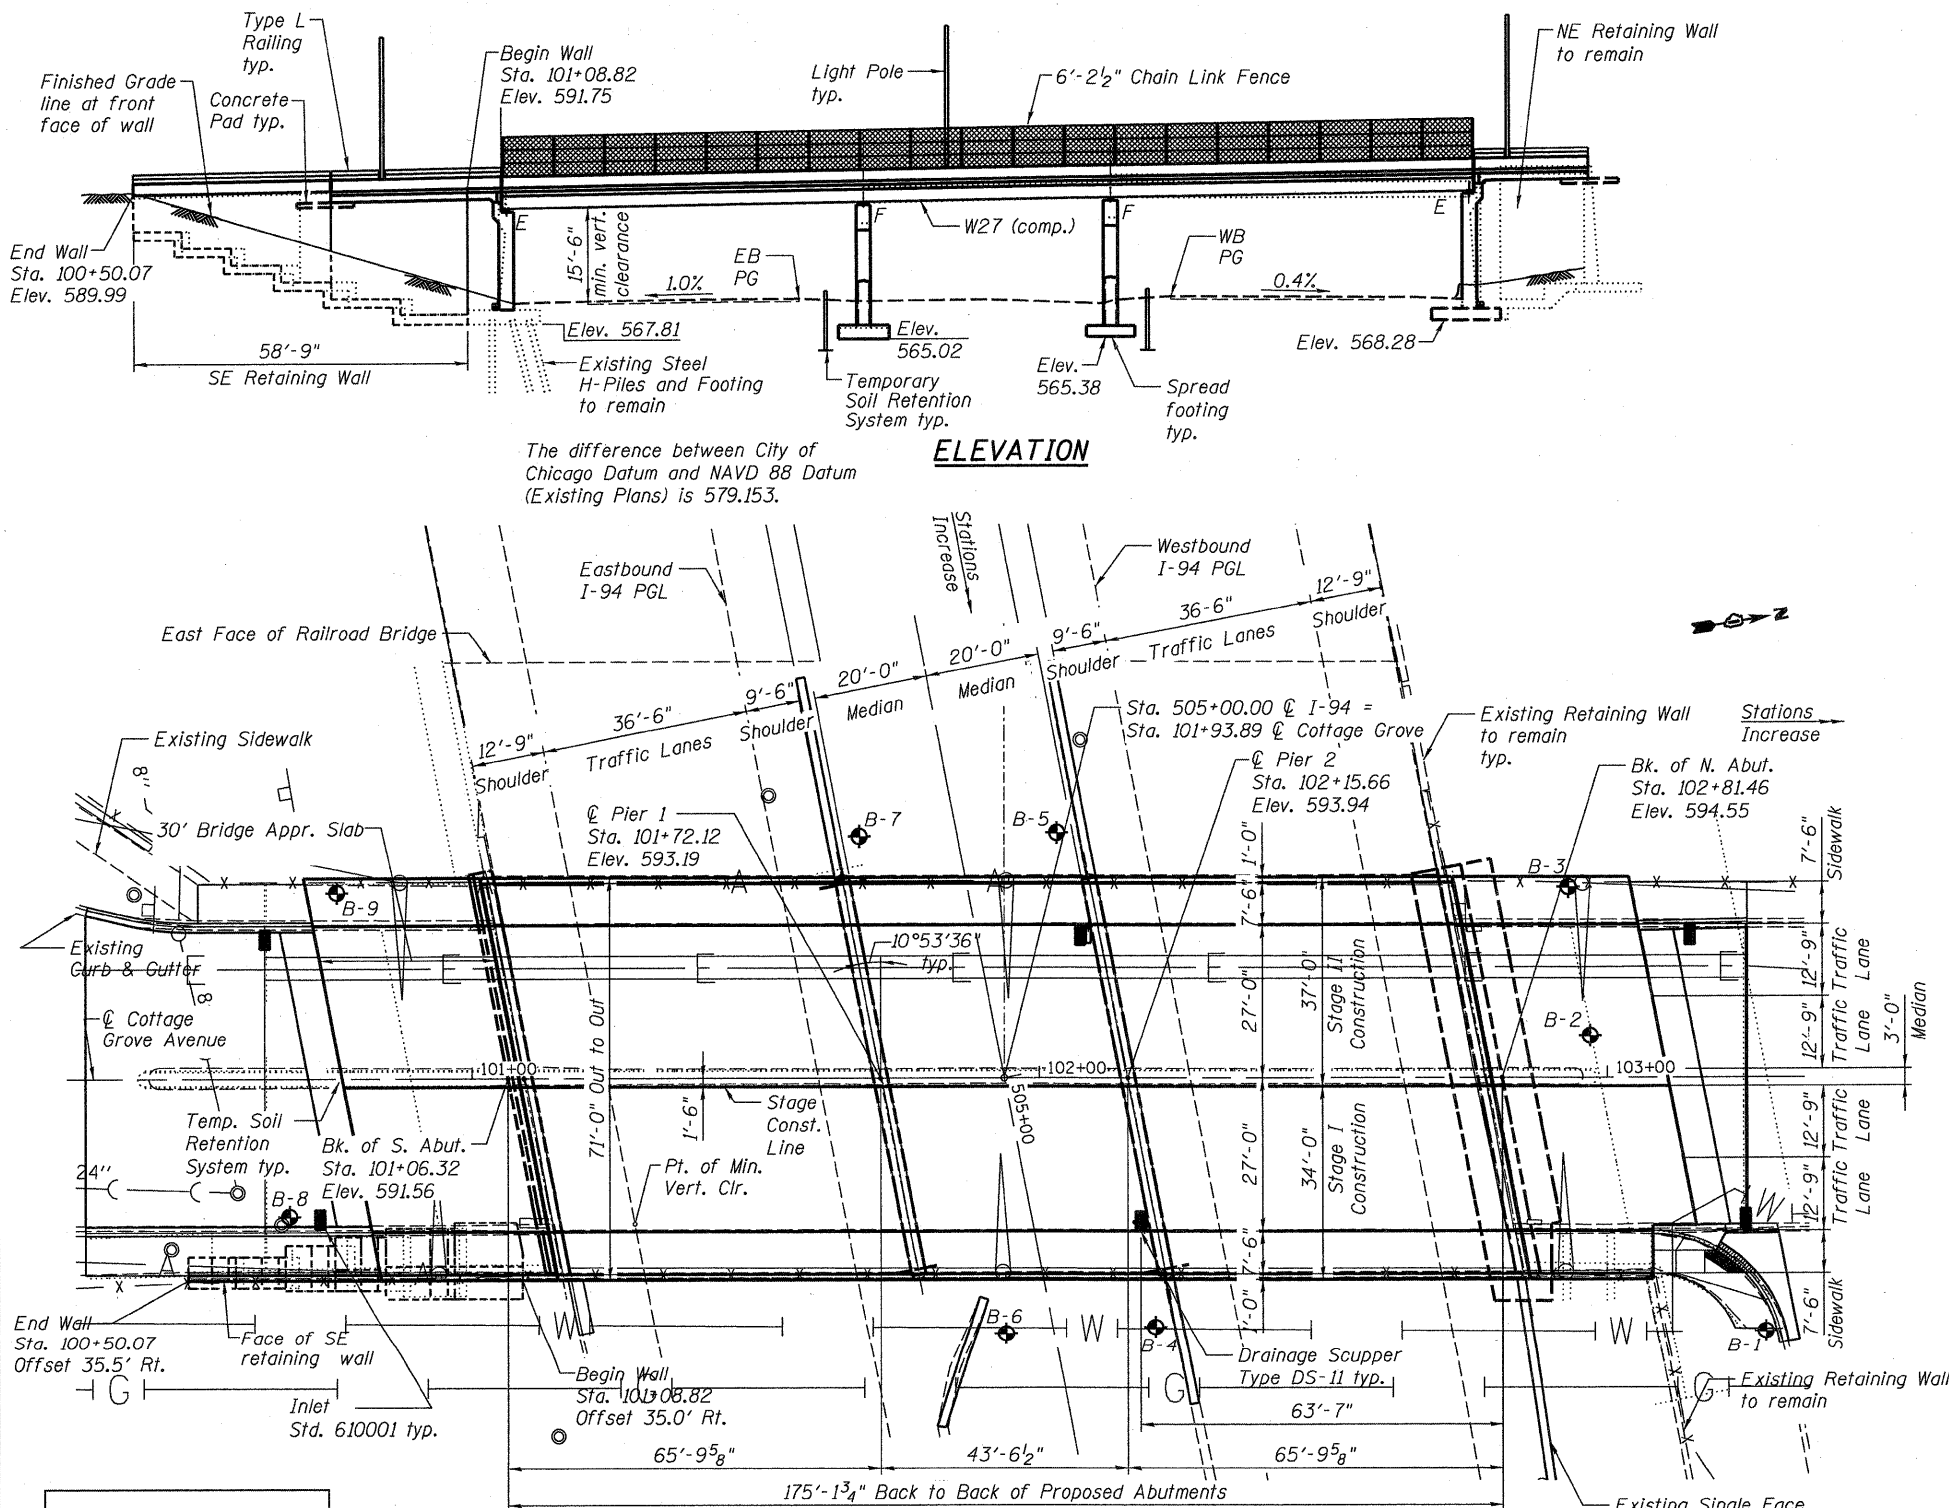 Type L
Railing
typ.
Begin Wall
Sta. 101+08.82
Elev. 591.75
Light Pole
typ.
6'-2½" Chain Link Fence
NE Retaining Wall
to remain
Finished Grade
line at front
face of wall
Concrete
Pad typ.
E
15'-6"
min. vert.
clearance
F
W27 (comp.)
F
E
End Wall
Sta. 100+50.07
Elev. 589.99
EB
PG
1.0%
WB
PG
0.4%
58'-9"
SE Retaining Wall
Elev. 567.81
Existing Steel
H-Piles and Footing
to remain
Elev.
565.02
Temporary
Soil Retention
System typ.
Elev.
565.38
Spread
footing
typ.
Elev. 568.28
The difference between City of
Chicago Datum and NAVD 88 Datum
(Existing Plans) is 579.153.
ELEVATION
Stations
Increase
Eastbound
I-94 PGL
Westbound
I-94 PGL
East Face of Railroad Bridge
12'-9"
Shoulder
36'-6"
Traffic Lanes
9'-6"
Shoulder
20'-0"
Median
20'-0"
Median
9'-6"
Shoulder
36'-6"
Traffic Lanes
12'-9"
Shoulder
N
Existing Sidewalk
8"
30' Bridge Appr. Slab
℄ Pier 1
Sta. 101+72.12
Elev. 593.19
B-7
B-5
Sta. 505+00.00 ℄ I-94 =
Sta. 101+93.89 ℄ Cottage Grove
℄ Pier 2
Sta. 102+15.66
Elev. 593.94
Existing Retaining Wall
to remain
typ.
Stations
Increase
Bk. of N. Abut.
Sta. 102+81.46
Elev. 594.55
B-9
B-3
B-2
Existing
Curb & Gutter
8
℄ Cottage
Grove Avenue
E
E
E
E
E
10°53'36"
typ.
1'-0"
7'-6"
27'-0"
27'-0"
7'-6"
1'-0"
37'-0"
Stage II
Construction
34'-0"
Stage I
Construction
7'-6"
Sidewalk
12'-9" Traffic
Lane
12'-9" Traffic
Lane
3'-0"
Median
12'-9" Traffic
Lane
12'-9" Traffic
Lane
7'-6"
Sidewalk
101+00
102+00
103+00
505+00
71'-0" Out to Out
1'-6"
Stage
Const.
Line
Temp. Soil
Retention
System typ.
Bk. of S. Abut.
Sta. 101+06.32
Elev. 591.56
Pt. of Min.
Vert. Clr.
24"
B-8
W
End Wall
Sta. 100+50.07
Offset 35.5' Rt.
Face of SE
retaining wall
W
B-6
W
B-4
W
B-1
G
Inlet
Std. 610001 typ.
Begin Wall
Sta. 101+08.82
Offset 35.0' Rt.
Drainage Scupper
Type DS-11 typ.
G
G
Existing Retaining Wall
to remain
63'-7"
65'-9⅝"
43'-6½"
65'-9⅝"
175'-1¾" Back to Back of Proposed Abutments
Existing Single Face